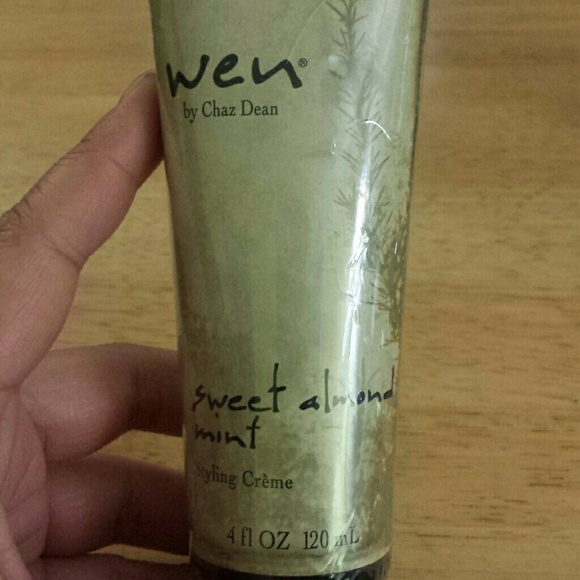 wen®
by Chaz Dean
sweet almond
mint
Styling Crème
4 fl OZ 120 mL